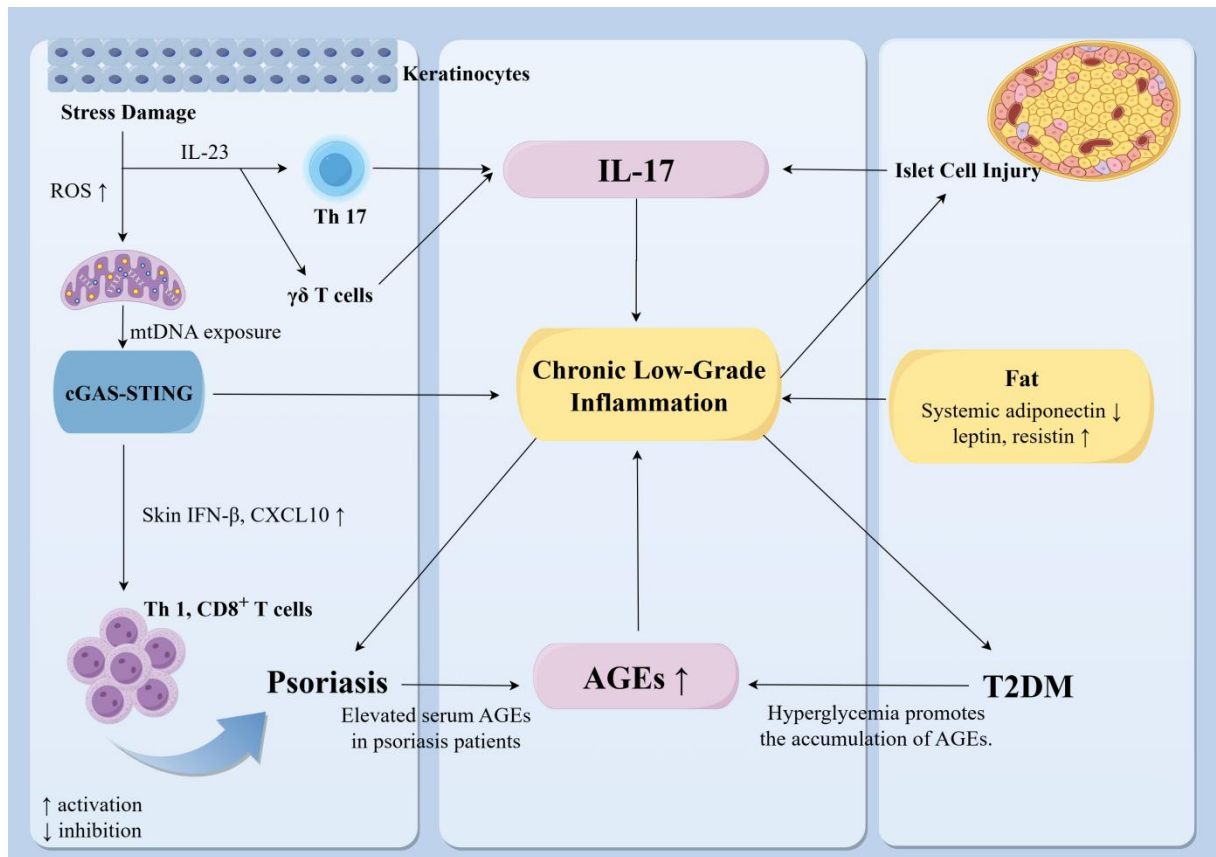 Keratinocytes
Stress Damage
IL-23
ROS ↑
Th 17
γδ T cells
mtDNA exposure
cGAS-STING
Skin IFN-β, CXCL10 ↑
Th 1, CD8⁺ T cells
Psoriasis
↑ activation
↓ inhibition
IL-17
Chronic Low-Grade
Inflammation
AGEs ↑
Elevated serum AGEs
in psoriasis patients
Hyperglycemia promotes
the accumulation of AGEs.
Islet Cell Injury
Fat
Systemic adiponectin ↓
leptin, resistin ↑
T2DM